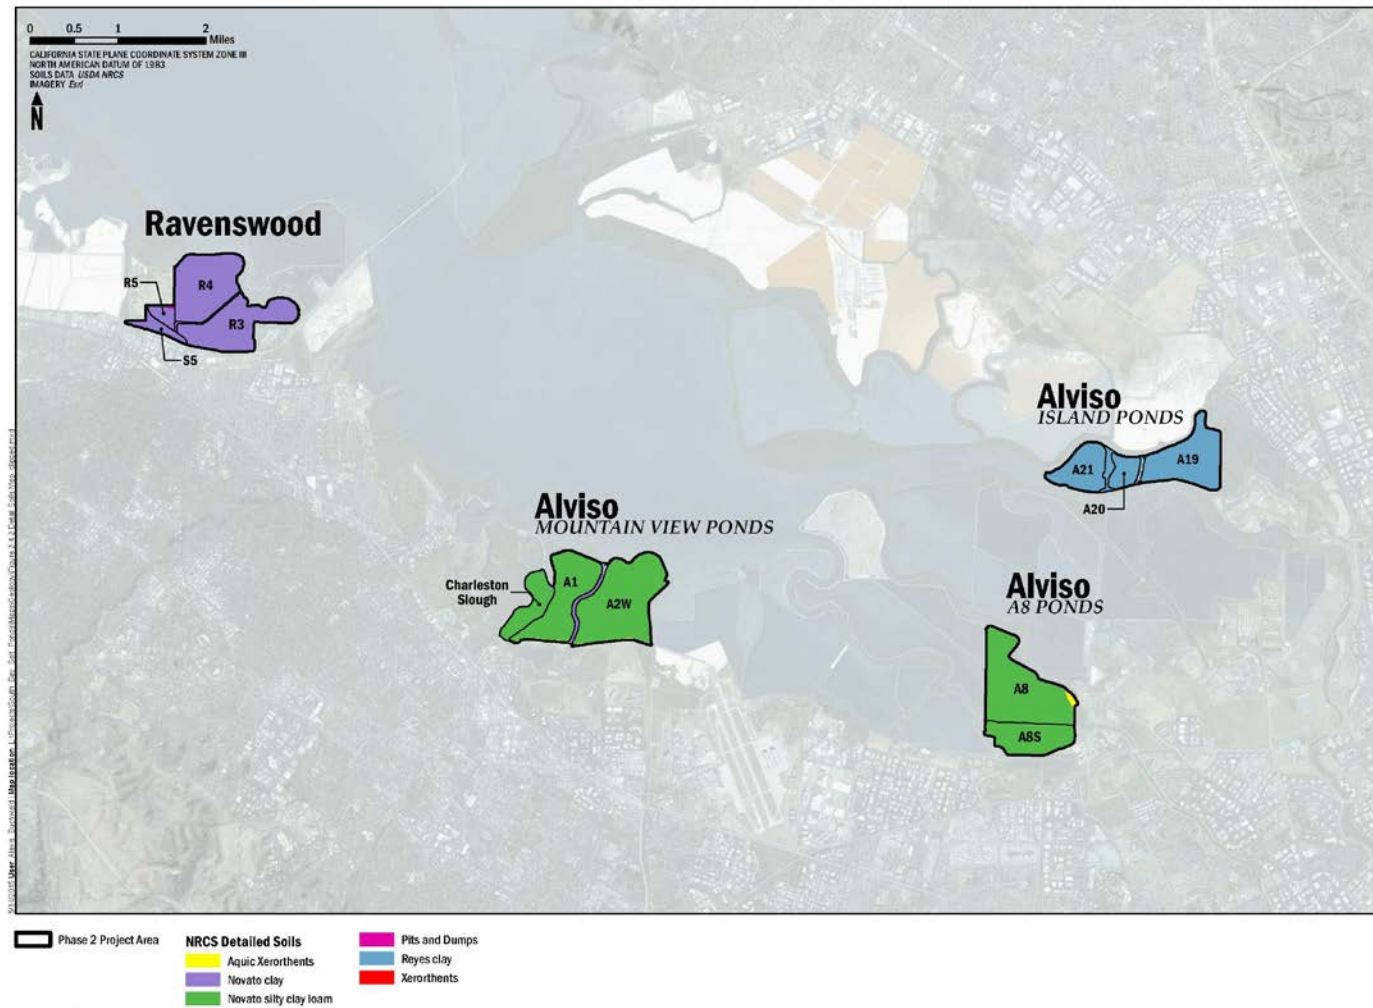 0 0.5 1 2
Miles
CALIFORNIA STATE PLANE COORDINATE SYSTEM ZONE III
NORTH AMERICAN DATUM OF 1983
SOILS DATA USDA NRCS
IMAGERY Esri
N
Ravenswood
R5
R4
R3
S5
Alviso
ISLAND PONDS
A21
A19
A20
Alviso
MOUNTAIN VIEW PONDS
Charleston
Slough
A1
A2W
Alviso
A8 PONDS
A8
A8S
Phase 2 Project Area
NRCS Detailed Soils
Aquic Xerorthents
Novato clay
Novato silty clay loam
Pits and Dumps
Reyes clay
Xerorthents